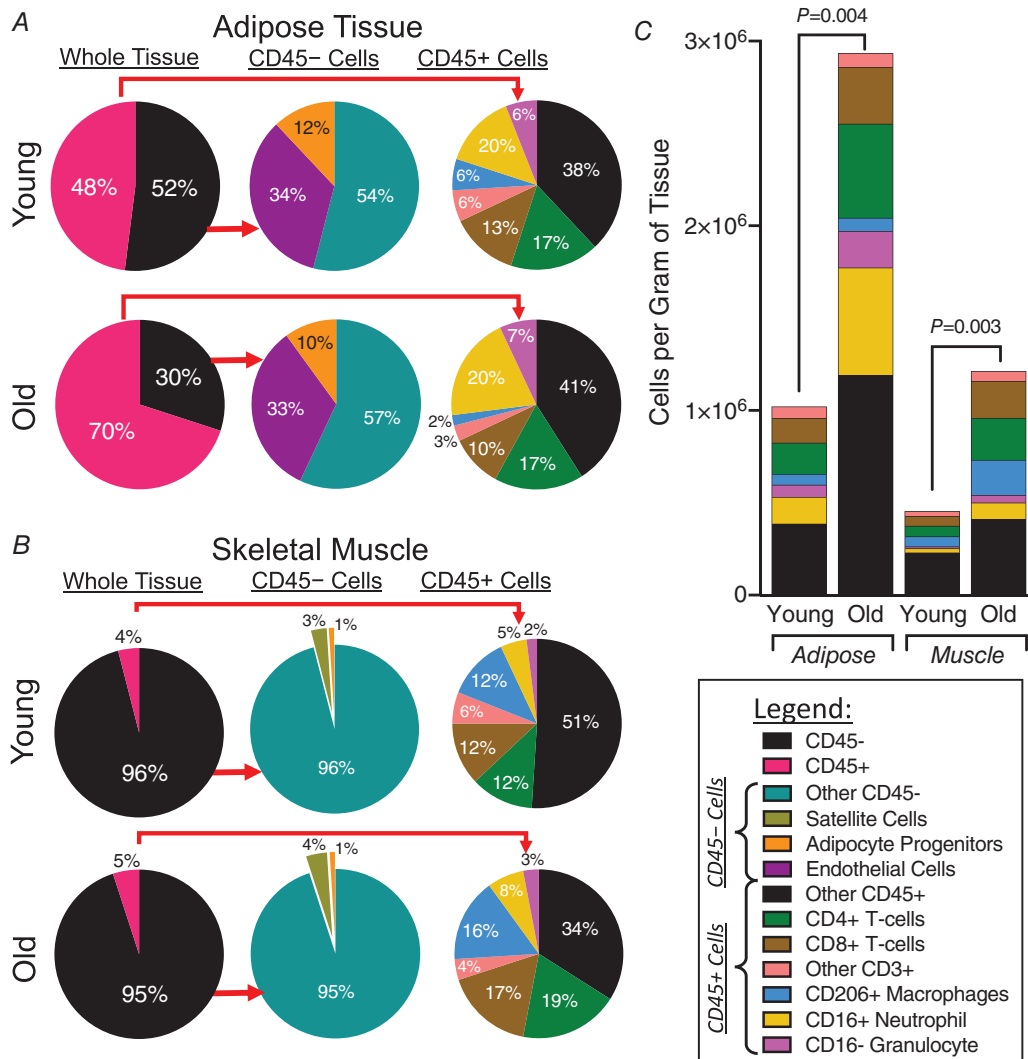 A
Adipose Tissue
Whole Tissue
CD45− Cells
CD45+ Cells
Young
48%
52%
12%
34%
54%
6%
20%
6%
6%
13%
17%
38%
Old
70%
30%
10%
33%
57%
7%
20%
2%
3%
10%
17%
41%
B
Skeletal Muscle
Whole Tissue
CD45− Cells
CD45+ Cells
Young
4%
96%
3%
1%
96%
5%
2%
12%
6%
12%
12%
51%
Old
5%
95%
4%
1%
95%
3%
8%
16%
4%
17%
19%
34%
C
P=0.004
3×10⁶
2×10⁶
1×10⁶
0
Cells per Gram of Tissue
P=0.003
Young
Old
Young
Old
Adipose
Muscle
Legend:
CD45-
CD45+
CD45− Cells
Other CD45-
Satellite Cells
Adipocyte Progenitors
Endothelial Cells
CD45+ Cells
Other CD45+
CD4+ T-cells
CD8+ T-cells
Other CD3+
CD206+ Macrophages
CD16+ Neutrophil
CD16- Granulocyte